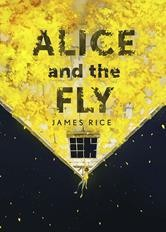 ALICE
and the
FLY
JAMES RICE